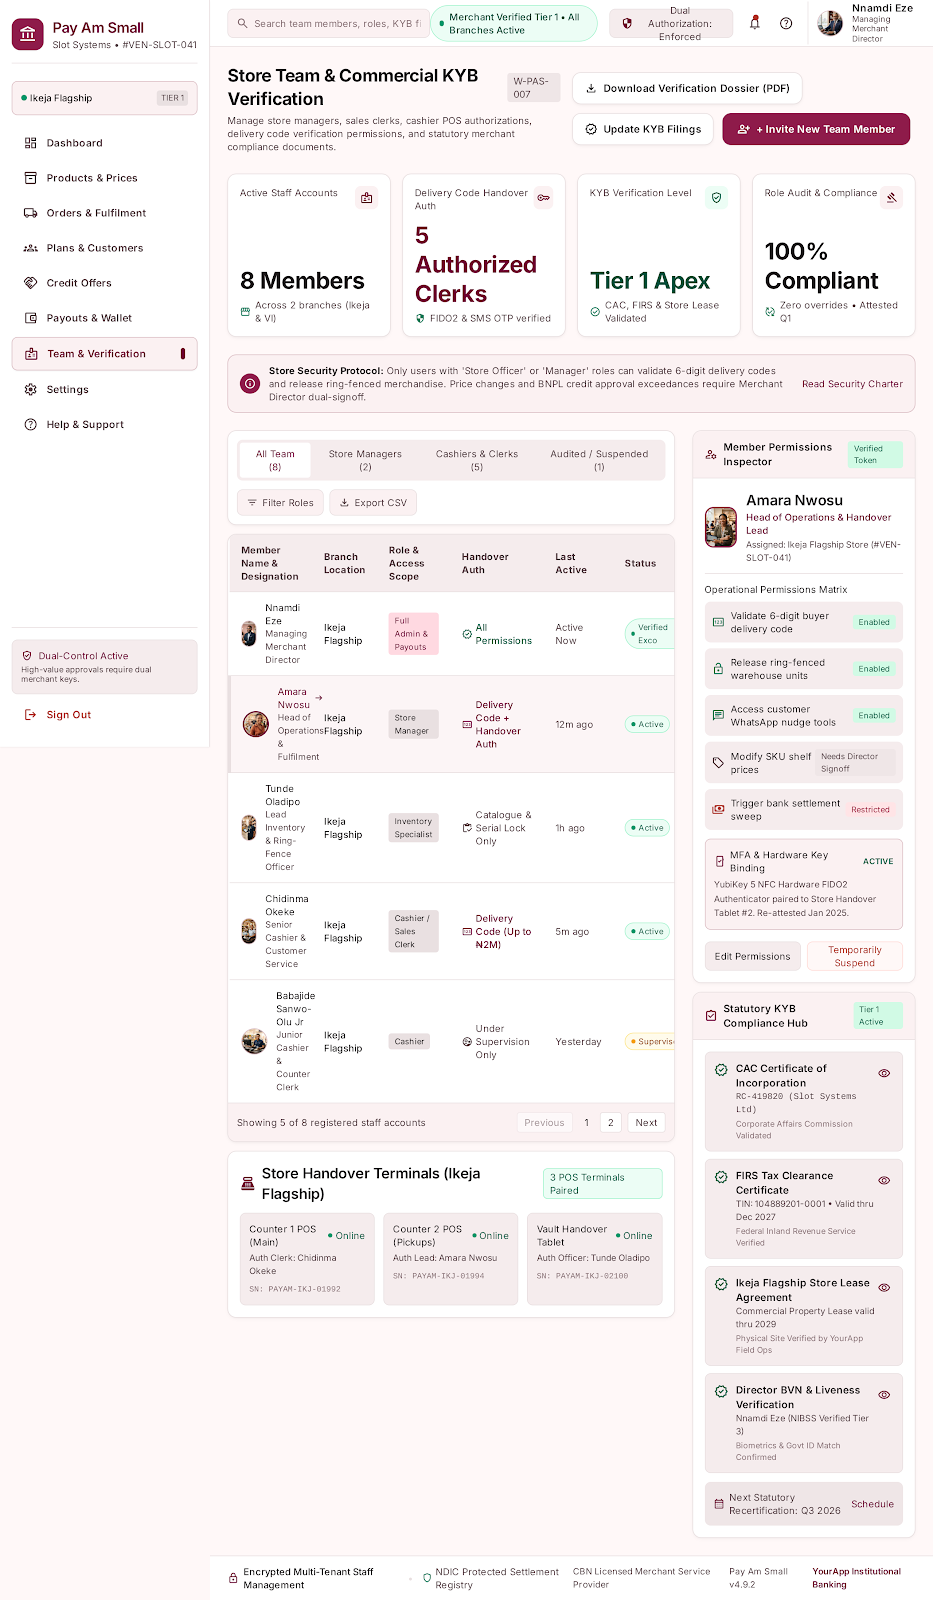 Pay Am Small
Slot Systems • #VEN-SLOT-041
Ikeja Flagship
TIER 1
Dashboard
Products & Prices
Orders & Fulfilment
Plans & Customers
Credit Offers
Payouts & Wallet
Team & Verification
Settings
Help & Support
Dual-Control Active
High-value approvals require dual
merchant keys.
Sign Out
Search team members, roles, KYB fi
Merchant Verified Tier 1 • All
Branches Active
Dual
Authorization:
Enforced
Nnamdi Eze
Managing
Merchant
Director
Store Team & Commercial KYB
Verification
W-PAS-
007
Manage store managers, sales clerks, cashier POS authorizations,
delivery code verification permissions, and statutory merchant
compliance documents.
Download Verification Dossier (PDF)
Update KYB Filings
+ Invite New Team Member
Active Staff Accounts
8 Members
Across 2 branches (Ikeja
& VI)
Delivery Code Handover
Auth
5
Authorized
Clerks
FIDO2 & SMS OTP verified
KYB Verification Level
Tier 1 Apex
CAC, FIRS & Store Lease
Validated
Role Audit & Compliance
100%
Compliant
Zero overrides • Attested
Q1
Store Security Protocol: Only users with 'Store Officer' or 'Manager' roles can validate 6-digit delivery codes
and release ring-fenced merchandise. Price changes and BNPL credit approval exceedances require Merchant
Director dual-signoff.
Read Security Charter
All Team
(8)
Store Managers
(2)
Cashiers & Clerks
(5)
Audited / Suspended
(1)
Filter Roles
Export CSV
Member
Name &
Designation
Branch
Location
Role &
Access
Scope
Handover
Auth
Last
Active
Status
Nnamdi
Eze
Managing
Merchant
Director
Ikeja
Flagship
Full
Admin &
Payouts
All
Permissions
Active
Now
Verified
Exco
Amara
Nwosu
Head of
Operations
&
Fulfilment
Ikeja
Flagship
Store
Manager
Delivery
Code +
Handover
Auth
12m ago
Active
Tunde
Oladipo
Lead
Inventory
& Ring-
Fence
Officer
Ikeja
Flagship
Inventory
Specialist
Catalogue &
Serial Lock
Only
1h ago
Active
Chidinma
Okeke
Senior
Cashier &
Customer
Service
Ikeja
Flagship
Cashier /
Sales
Clerk
Delivery
Code (Up to
₦2M)
5m ago
Active
Babajide
Sanwo-
Olu Jr
Junior
Cashier
&
Counter
Clerk
Ikeja
Flagship
Cashier
Under
Supervision
Only
Yesterday
Supervise
Showing 5 of 8 registered staff accounts
Previous
1
2
Next
Store Handover Terminals (Ikeja
Flagship)
3 POS Terminals
Paired
Counter 1 POS
(Main)
Online
Auth Clerk: Chidinma
Okeke
SN: PAYAM-IKJ-01992
Counter 2 POS
(Pickups)
Online
Auth Lead: Amara Nwosu
SN: PAYAM-IKJ-01994
Vault Handover
Tablet
Online
Auth Officer: Tunde Oladipo
SN: PAYAM-IKJ-02100
Member Permissions
Inspector
Verified
Token
Amara Nwosu
Head of Operations & Handover
Lead
Assigned: Ikeja Flagship Store (#VEN-
SLOT-041)
Operational Permissions Matrix
Validate 6-digit buyer
delivery code
Enabled
Release ring-fenced
warehouse units
Enabled
Access customer
WhatsApp nudge tools
Enabled
Modify SKU shelf
prices
Needs Director
Signoff
Trigger bank settlement
sweep
Restricted
MFA & Hardware Key
Binding
ACTIVE
YubiKey 5 NFC Hardware FIDO2
Authenticator paired to Store Handover
Tablet #2. Re-attested Jan 2025.
Edit Permissions
Temporarily
Suspend
Statutory KYB
Compliance Hub
Tier 1
Active
CAC Certificate of
Incorporation
RC-419820 (Slot Systems
Ltd)
Corporate Affairs Commission
Validated
FIRS Tax Clearance
Certificate
TIN: 104889201-0001 • Valid thru
Dec 2027
Federal Inland Revenue Service
Verified
Ikeja Flagship Store Lease
Agreement
Commercial Property Lease valid
thru 2029
Physical Site Verified by YourApp
Field Ops
Director BVN & Liveness
Verification
Nnamdi Eze (NIBSS Verified Tier
3)
Biometrics & Govt ID Match
Confirmed
Next Statutory
Recertification: Q3 2026
Schedule
Encrypted Multi-Tenant Staff
Management
•
NDIC Protected Settlement
Registry
CBN Licensed Merchant Service
Provider
Pay Am Small
v4.9.2
YourApp Institutional
Banking